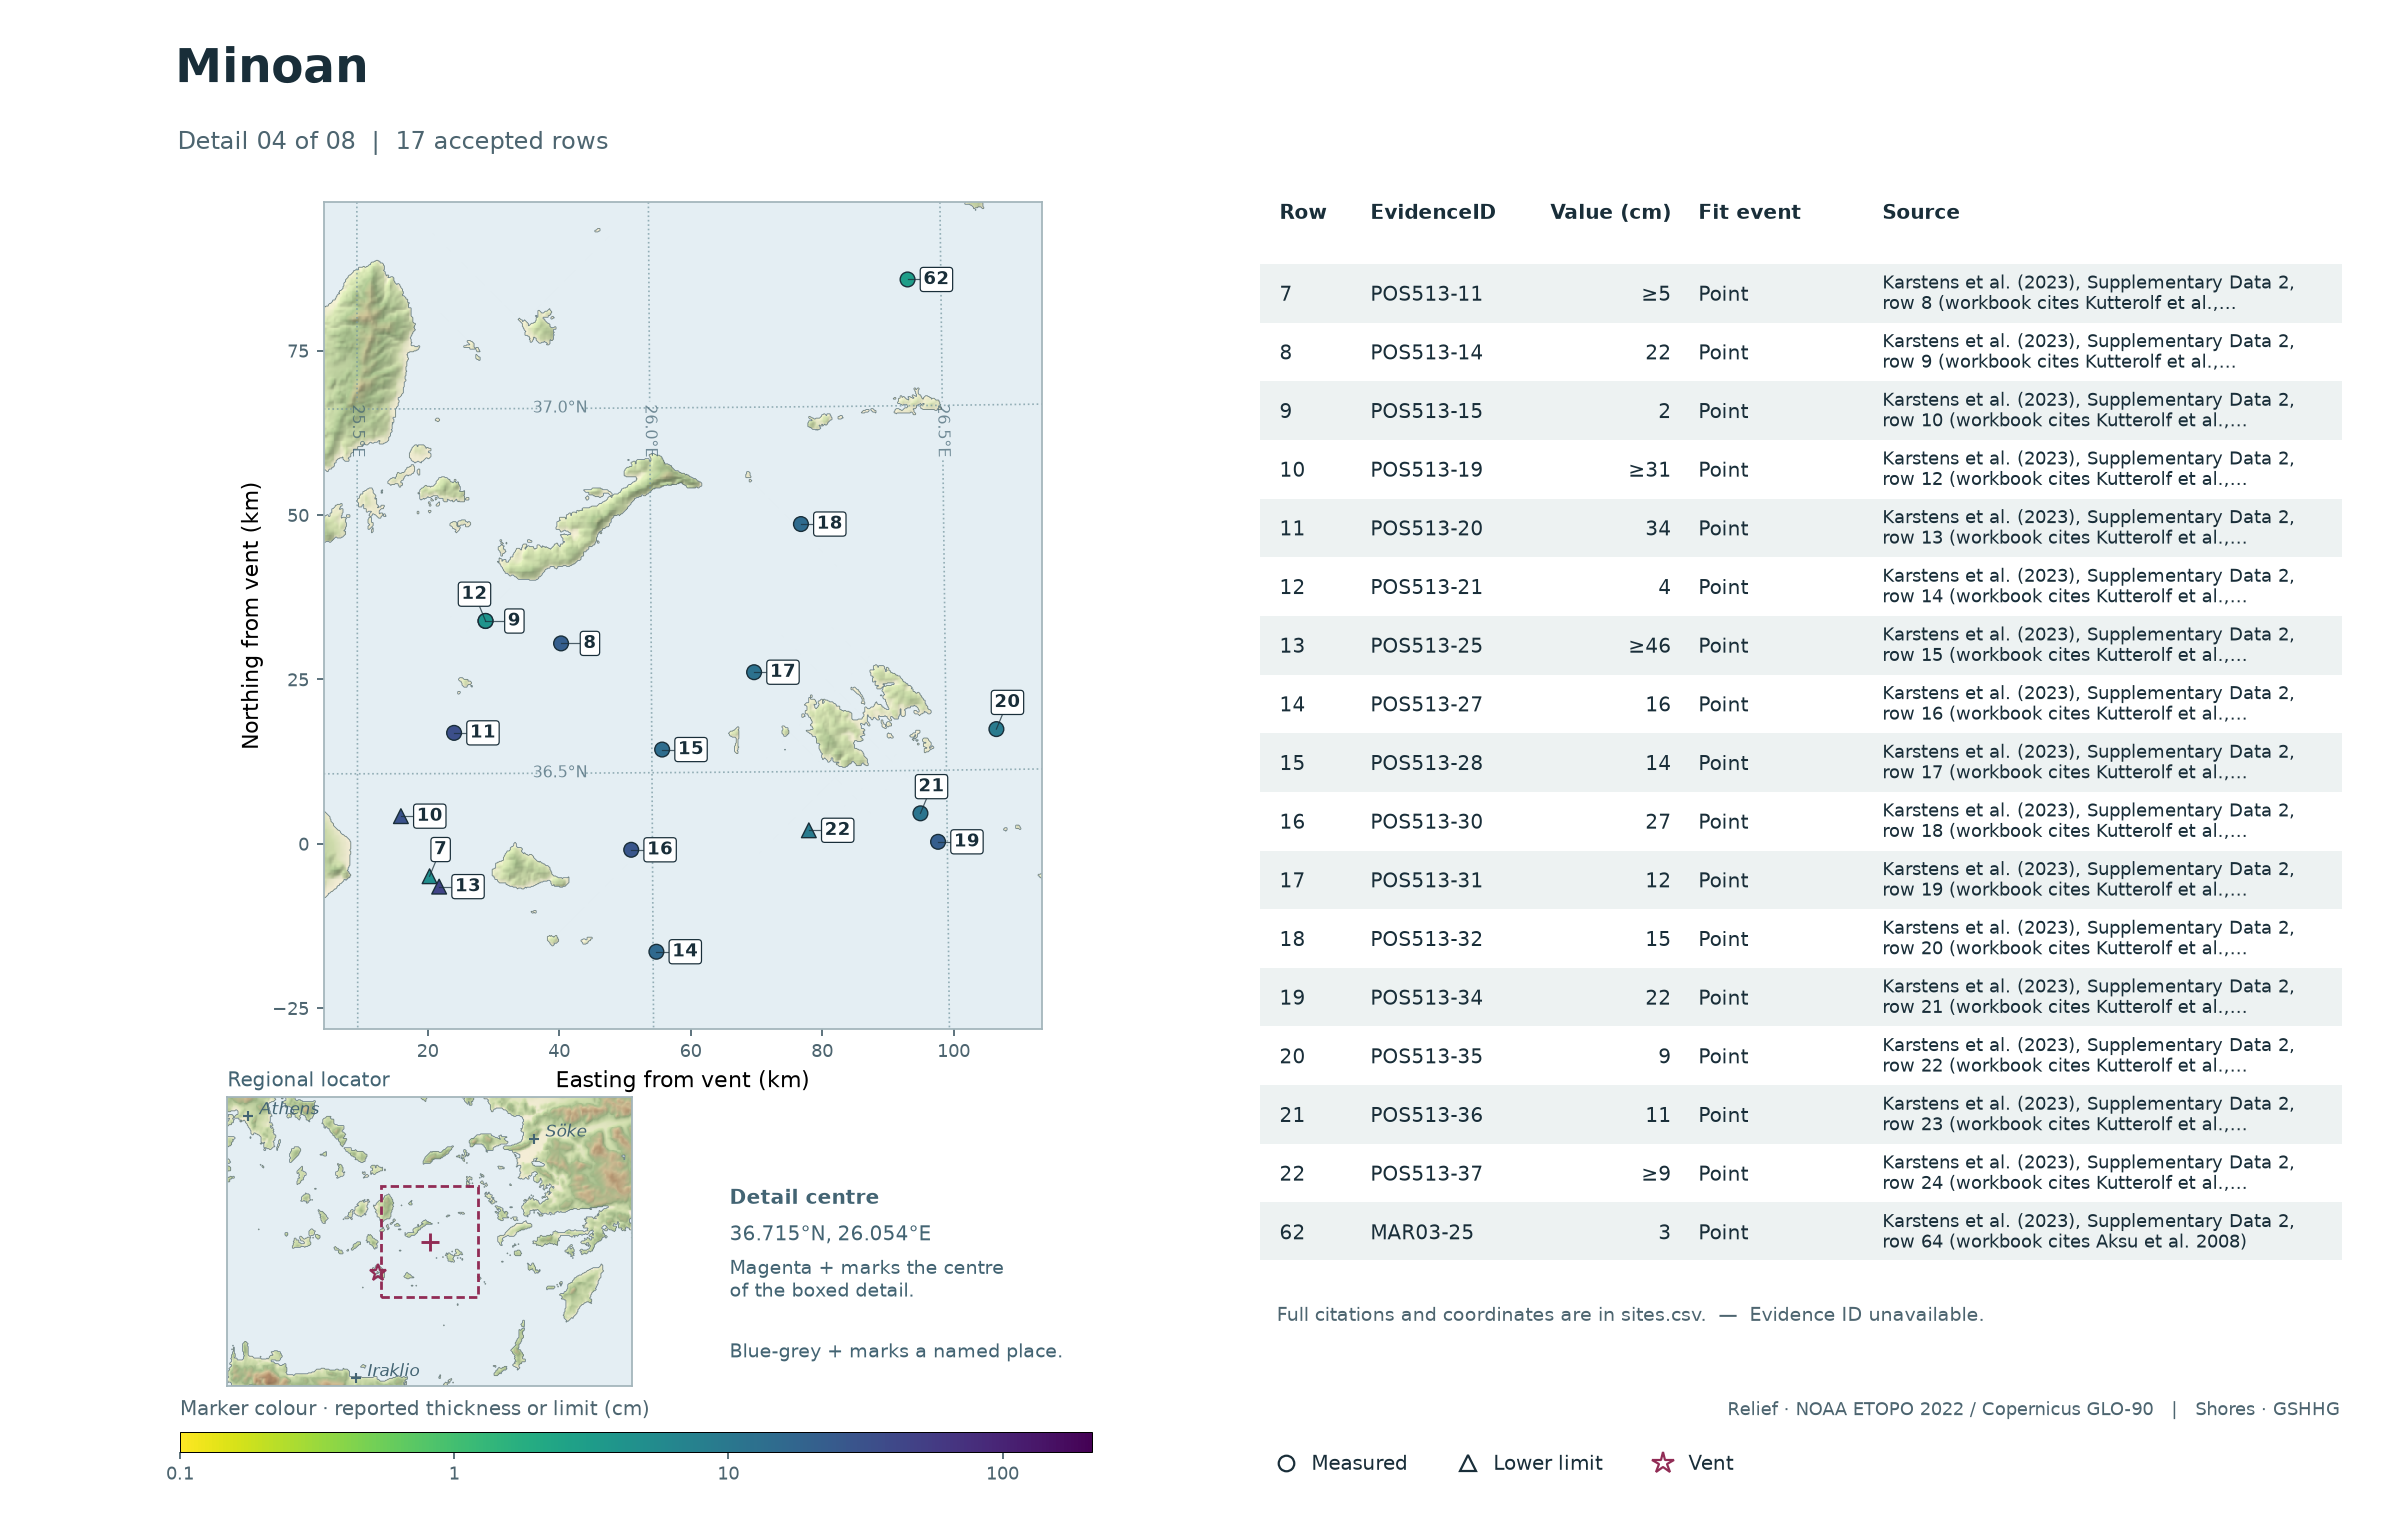 Minoan
Detail 04 of 08 | 17 accepted rows
62
75
37.0°N
25.5°E
26.0°E
26.5°E
50
18
12
9
8
17
25
20
11
15
36.5°N
21
10
22
7
0
16
19
13
14
−25
20 40 60 80 100
Northing from vent (km)
Easting from vent (km)
Regional locator
Athens
Söke
Iraklio
Detail centre
36.715°N, 26.054°E
Magenta + marks the centre
of the boxed detail.
Blue-grey + marks a named place.
Marker colour · reported thickness or limit (cm)
0.1 1 10 100
Row EvidenceID Value (cm) Fit event Source
7 POS513-11 ≥5 Point Karstens et al. (2023), Supplementary Data 2,
row 8 (workbook cites Kutterolf et al.,...
8 POS513-14 22 Point Karstens et al. (2023), Supplementary Data 2,
row 9 (workbook cites Kutterolf et al.,...
9 POS513-15 2 Point Karstens et al. (2023), Supplementary Data 2,
row 10 (workbook cites Kutterolf et al.,...
10 POS513-19 ≥31 Point Karstens et al. (2023), Supplementary Data 2,
row 12 (workbook cites Kutterolf et al.,...
11 POS513-20 34 Point Karstens et al. (2023), Supplementary Data 2,
row 13 (workbook cites Kutterolf et al.,...
12 POS513-21 4 Point Karstens et al. (2023), Supplementary Data 2,
row 14 (workbook cites Kutterolf et al.,...
13 POS513-25 ≥46 Point Karstens et al. (2023), Supplementary Data 2,
row 15 (workbook cites Kutterolf et al.,...
14 POS513-27 16 Point Karstens et al. (2023), Supplementary Data 2,
row 16 (workbook cites Kutterolf et al.,...
15 POS513-28 14 Point Karstens et al. (2023), Supplementary Data 2,
row 17 (workbook cites Kutterolf et al.,...
16 POS513-30 27 Point Karstens et al. (2023), Supplementary Data 2,
row 18 (workbook cites Kutterolf et al.,...
17 POS513-31 12 Point Karstens et al. (2023), Supplementary Data 2,
row 19 (workbook cites Kutterolf et al.,...
18 POS513-32 15 Point Karstens et al. (2023), Supplementary Data 2,
row 20 (workbook cites Kutterolf et al.,...
19 POS513-34 22 Point Karstens et al. (2023), Supplementary Data 2,
row 21 (workbook cites Kutterolf et al.,...
20 POS513-35 9 Point Karstens et al. (2023), Supplementary Data 2,
row 22 (workbook cites Kutterolf et al.,...
21 POS513-36 11 Point Karstens et al. (2023), Supplementary Data 2,
row 23 (workbook cites Kutterolf et al.,...
22 POS513-37 ≥9 Point Karstens et al. (2023), Supplementary Data 2,
row 24 (workbook cites Kutterolf et al.,...
62 MAR03-25 3 Point Karstens et al. (2023), Supplementary Data 2,
row 64 (workbook cites Aksu et al. 2008)
Full citations and coordinates are in sites.csv. — Evidence ID unavailable.
Relief · NOAA ETOPO 2022 / Copernicus GLO-90 | Shores · GSHHG
Measured Lower limit Vent